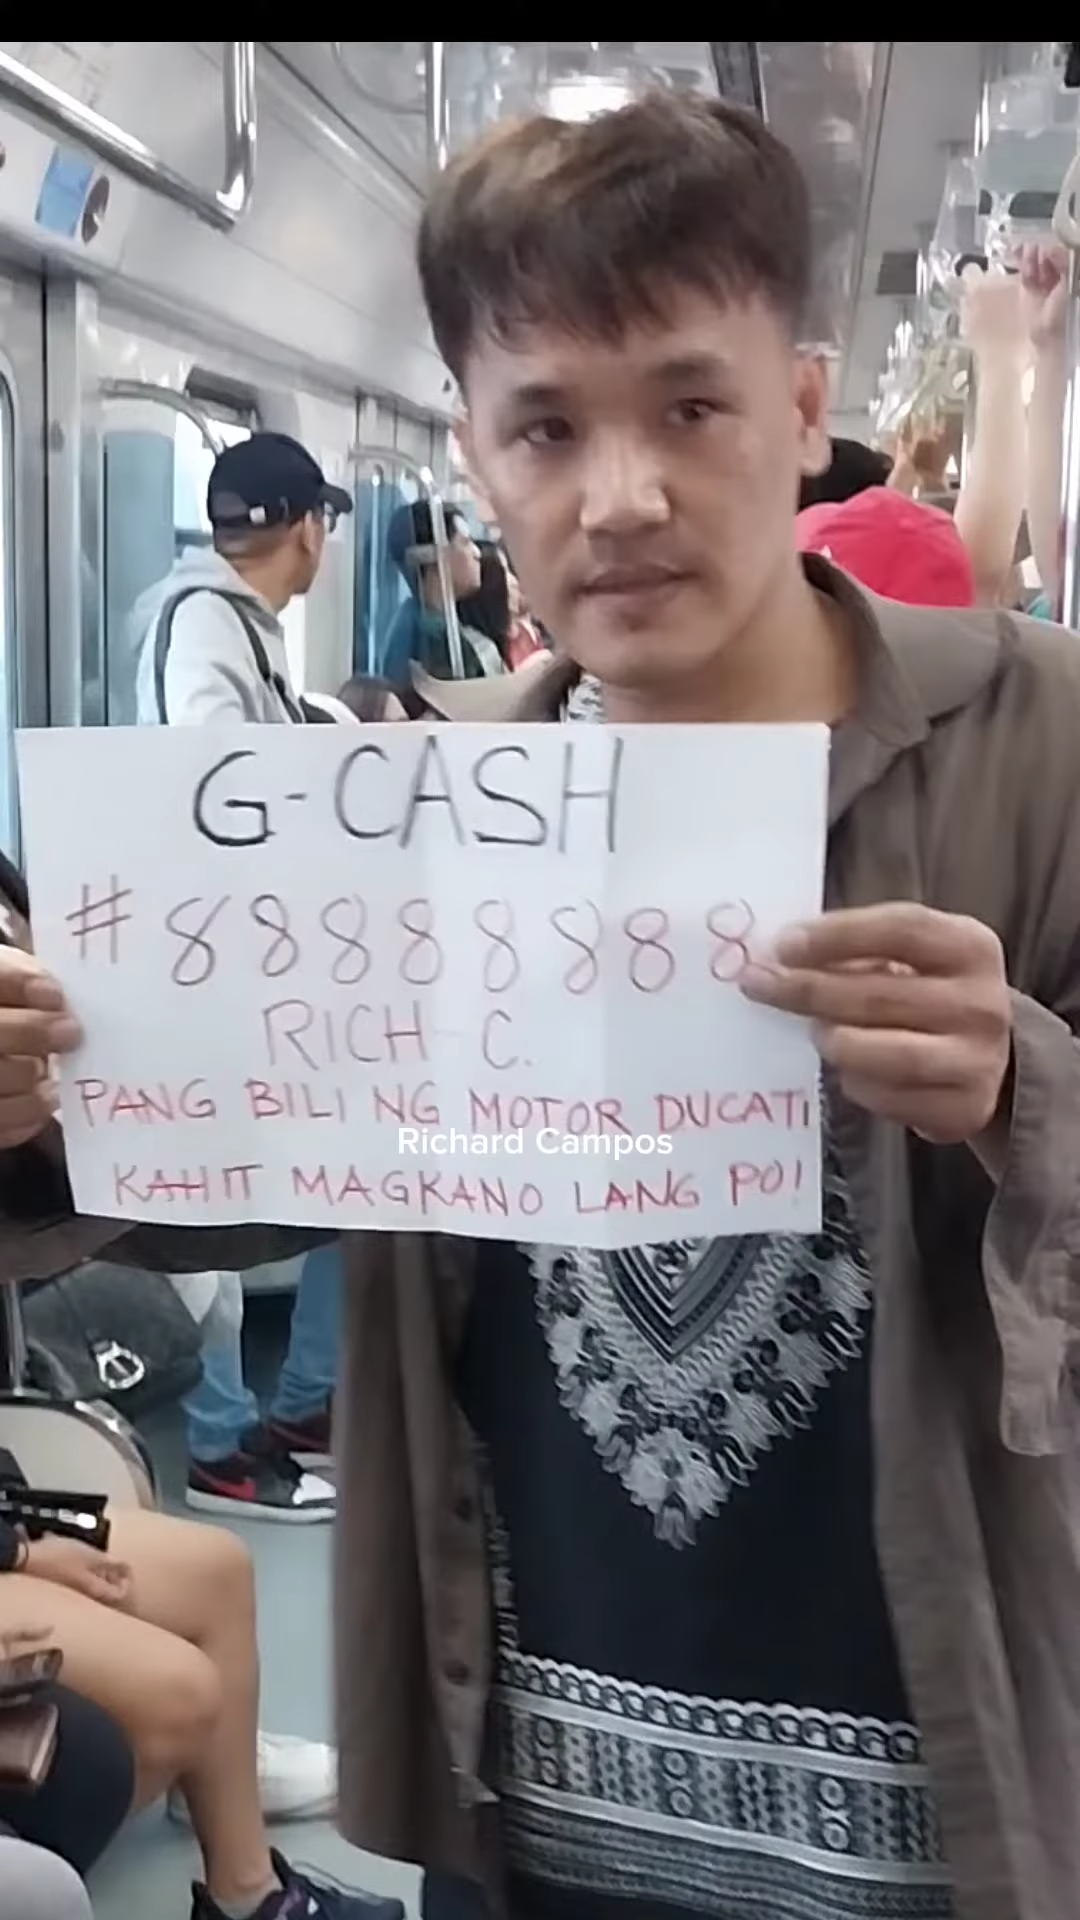 G-CASH
#88888888
RICH C.
PANG BILI NG MOTOR DUCATI
Richard Campos
KAHIT MAGKANO LANG PO!